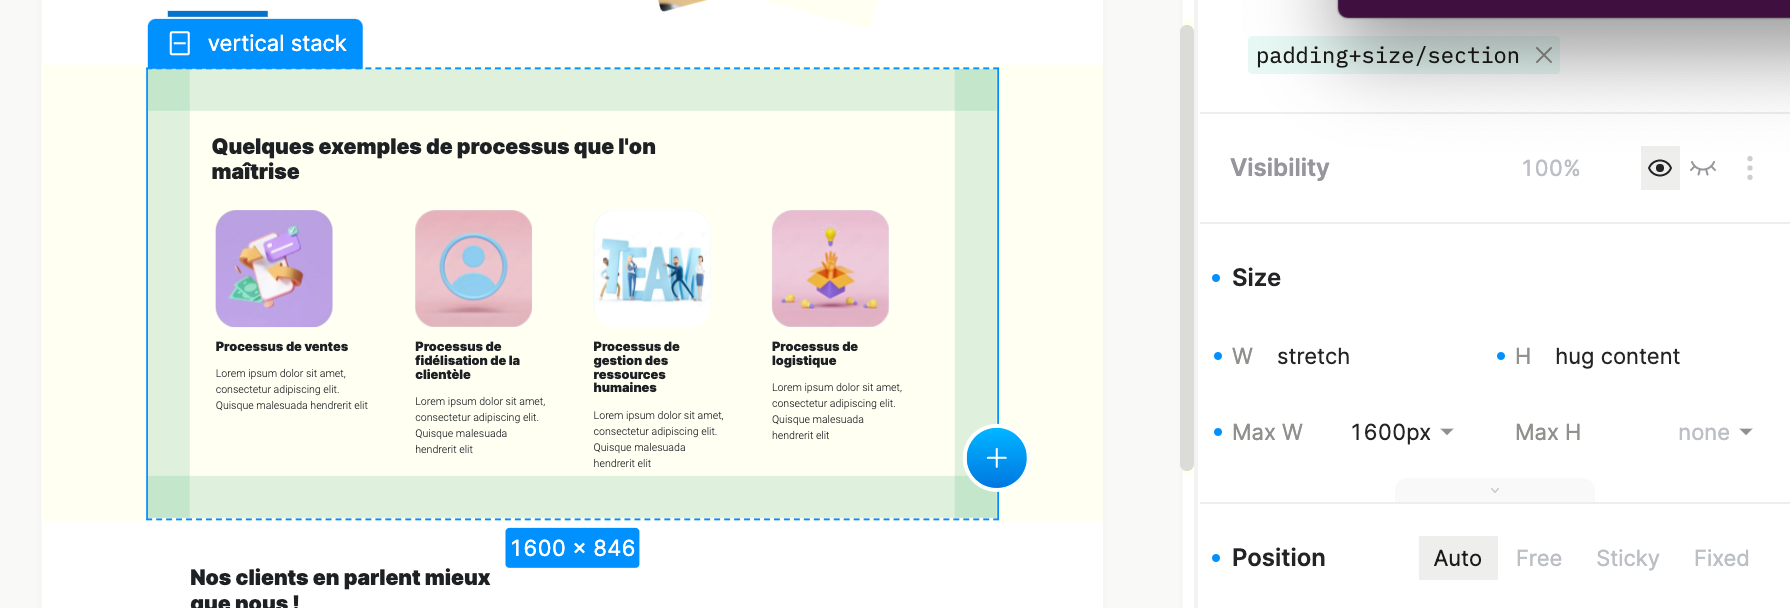 vertical stack
Quelques exemples de processus que l'on
maîtrise
TEAM
Processus de ventes
Lorem ipsum dolor sit amet,
consectetur adipiscing elit.
Quisque malesuada hendrerit elit
Processus de
fidélisation de la
clientèle
Lorem ipsum dolor sit amet,
consectetur adipiscing elit.
Quisque malesuada
hendrerit elit
Processus de
gestion des
ressources
humaines
Lorem ipsum dolor sit amet,
consectetur adipiscing elit.
Quisque malesuada
hendrerit elit
Processus de
logistique
Lorem ipsum dolor sit amet,
consectetur adipiscing elit.
Quisque malesuada
hendrerit elit
1600 × 846
Nos clients en parlent mieux
que nous !
padding+size/section
Visibility 100%
Size
W stretch H hug content
Max W 1600px Max H none
Position Auto Free Sticky Fixed